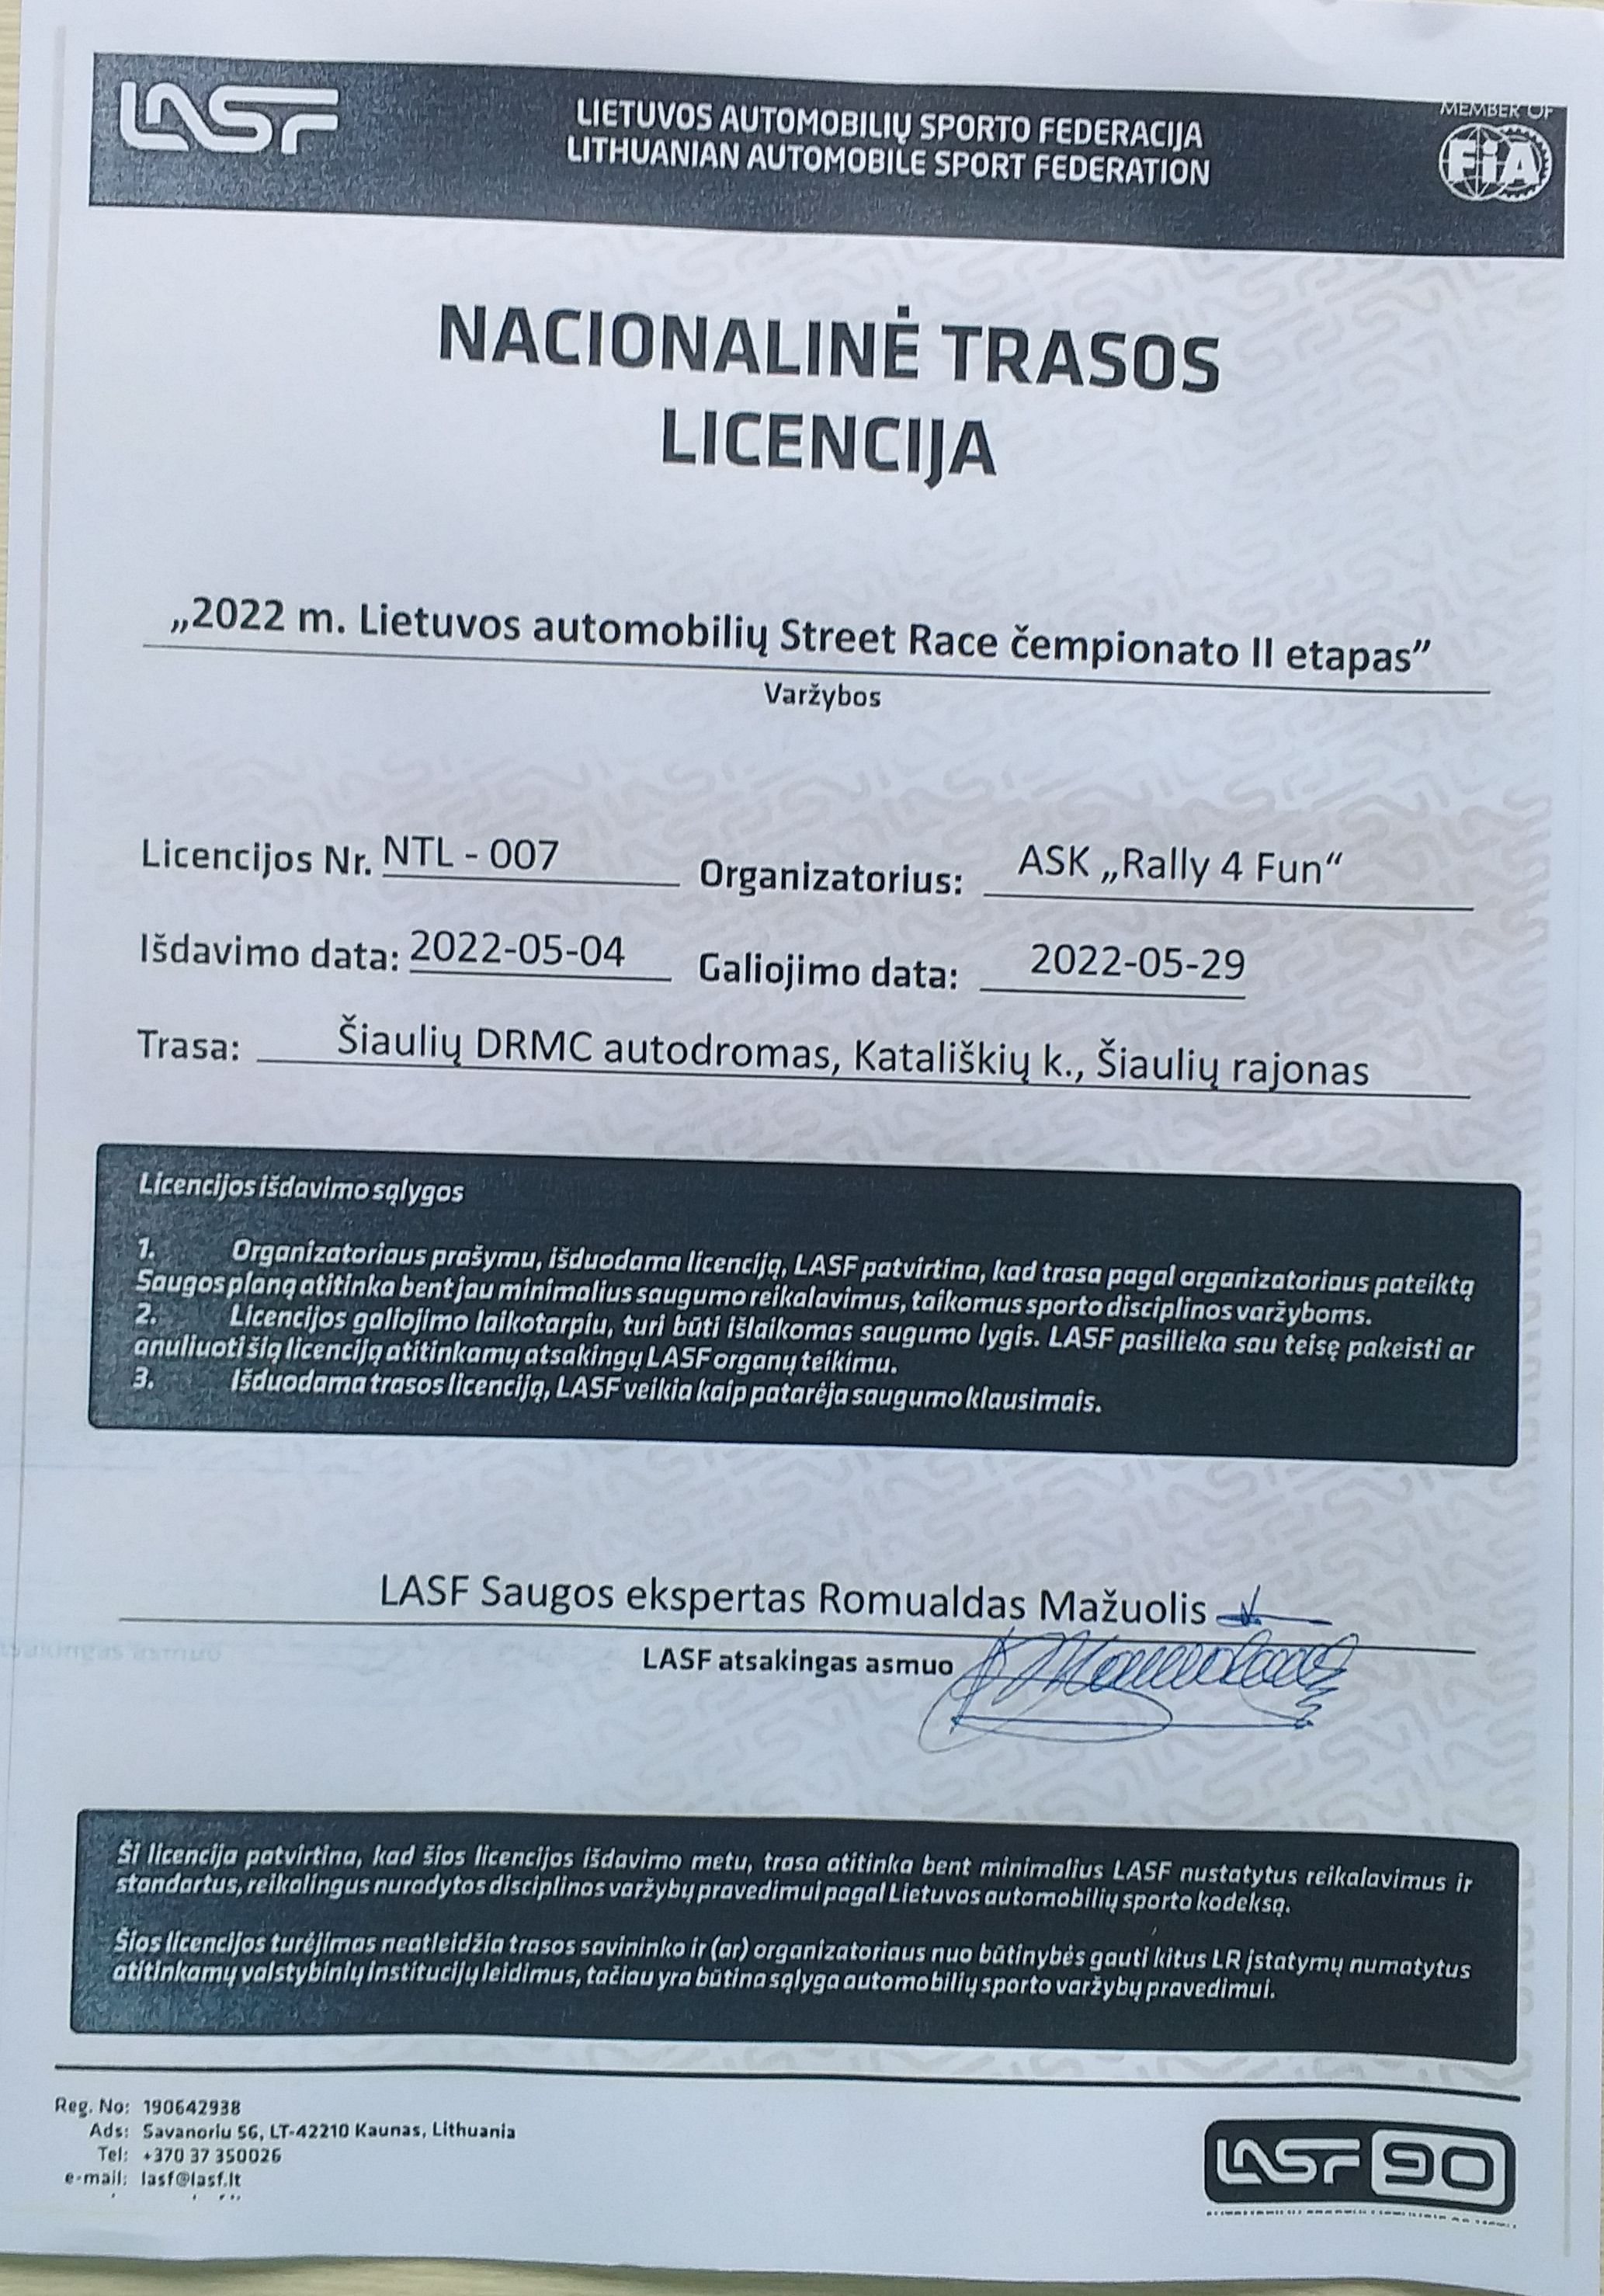 LASF
LIETUVOS AUTOMOBILIŲ SPORTO FEDERACIJA
LITHUANIAN AUTOMOBILE SPORT FEDERATION
MEMBER OF
FiA
NACIONALINĖ TRASOS
LICENCIJA
„2022 m. Lietuvos automobilių Street Race čempionato II etapas”
Varžybos
Licencijos Nr. NTL - 007 Organizatorius: ASK „Rally 4 Fun“
Išdavimo data: 2022-05-04 Galiojimo data: 2022-05-29
Trasa: Šiaulių DRMC autodromas, Katališkių k., Šiaulių rajonas
Licencijos išdavimo sąlygos
1. Organizatoriaus prašymu, išduodama licenciją, LASF patvirtina, kad trasa pagal organizatoriaus pateiktą
Saugos planą atitinka bent jau minimalius saugumo reikalavimus, taikomus sporto disciplinos varžyboms.
2. Licencijos galiojimo laikotarpiu, turi būti išlaikomas saugumo lygis. LASF pasilieka sau teisę pakeisti ar
anuliuoti šią licenciją atitinkamų atsakingų LASF organų teikimu.
3. Išduodama trasos licenciją, LASF veikia kaip patarėja saugumo klausimais.
LASF Saugos ekspertas Romualdas Mažuolis
LASF atsakingas asmuo
Ši licencija patvirtina, kad šios licencijos išdavimo metu, trasa atitinka bent minimalius LASF nustatytus reikalavimus ir
standartus, reikalingus nurodytos disciplinos varžybų pravedimui pagal Lietuvos automobilių sporto kodeksą.
Šios licencijos turėjimas neatleidžia trasos savininko ir (ar) organizatoriaus nuo būtinybės gauti kitus LR įstatymų numatytus
atitinkamų valstybinių institucijų leidimus, tačiau yra būtina sąlyga automobilių sporto varžybų pravedimui.
Reg. No: 190642938
Ads: Savanoriu 56, LT-42210 Kaunas, Lithuania
Tel: +370 37 350026
e-mail: lasf@lasf.lt
LASF 90